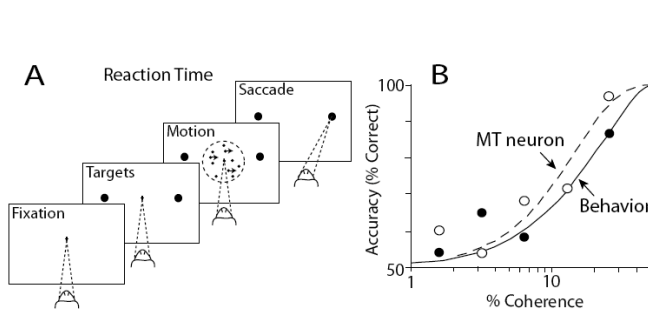 A
Reaction Time
Saccade
Motion
Targets
Fixation
B
Accuracy (% Correct)
100
50
MT neuron
Behavior
1
10
% Coherence